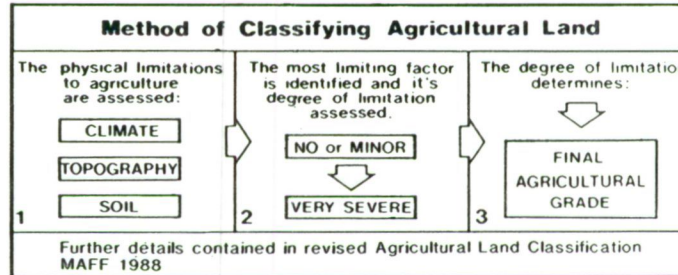 Method of Classifying Agricultural Land
The physical limitations
to agriculture
are assessed:
CLIMATE
TOPOGRAPHY
SOIL
1
The most limiting factor
is identified and it's
degree of limitation
assessed.
NO or MINOR
VERY SEVERE
2
The degree of limitatio
determines:
FINAL
AGRICULTURAL
GRADE
3
Further details contained in revised Agricultural Land Classification
MAFF 1988